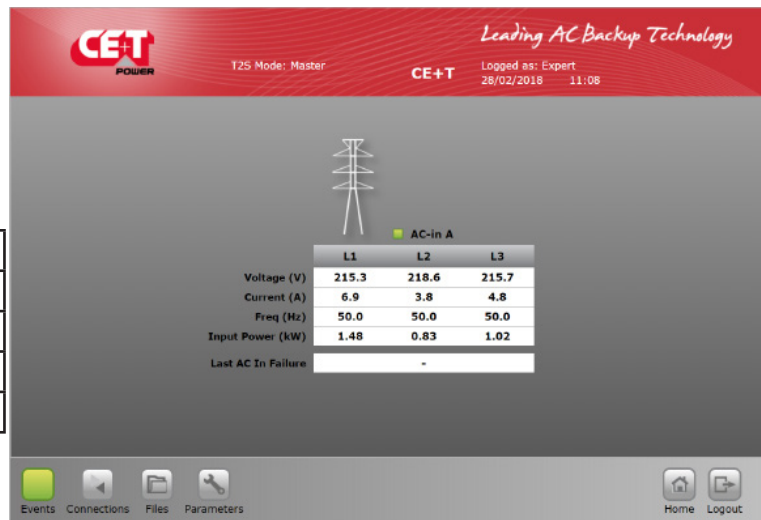 CE+T
POWER
Leading AC Backup Technology
T2S Mode: Master
CE+T
Logged as: Expert
28/02/2018 11:08
AC-in A
L1 L2 L3
Voltage (V) 215.3 218.6 215.7
Current (A) 6.9 3.8 4.8
Freq (Hz) 50.0 50.0 50.0
Input Power (kW) 1.48 0.83 1.02
Last AC In Failure -
Events Connections Files Parameters Home Logout